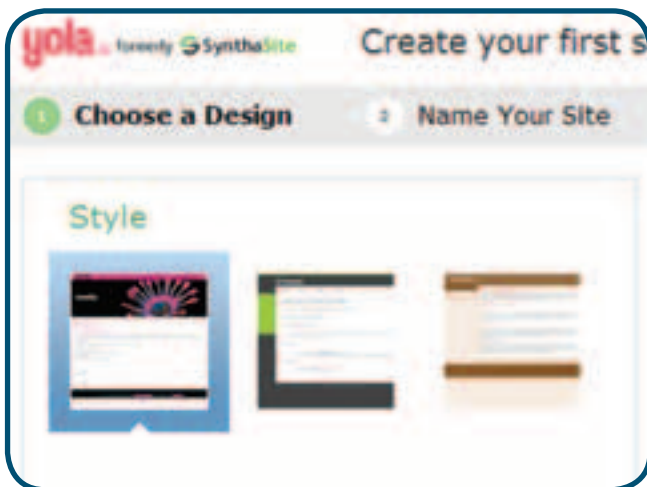 yola formerly SynthaSite
Create your first s
1 Choose a Design
2 Name Your Site
Style